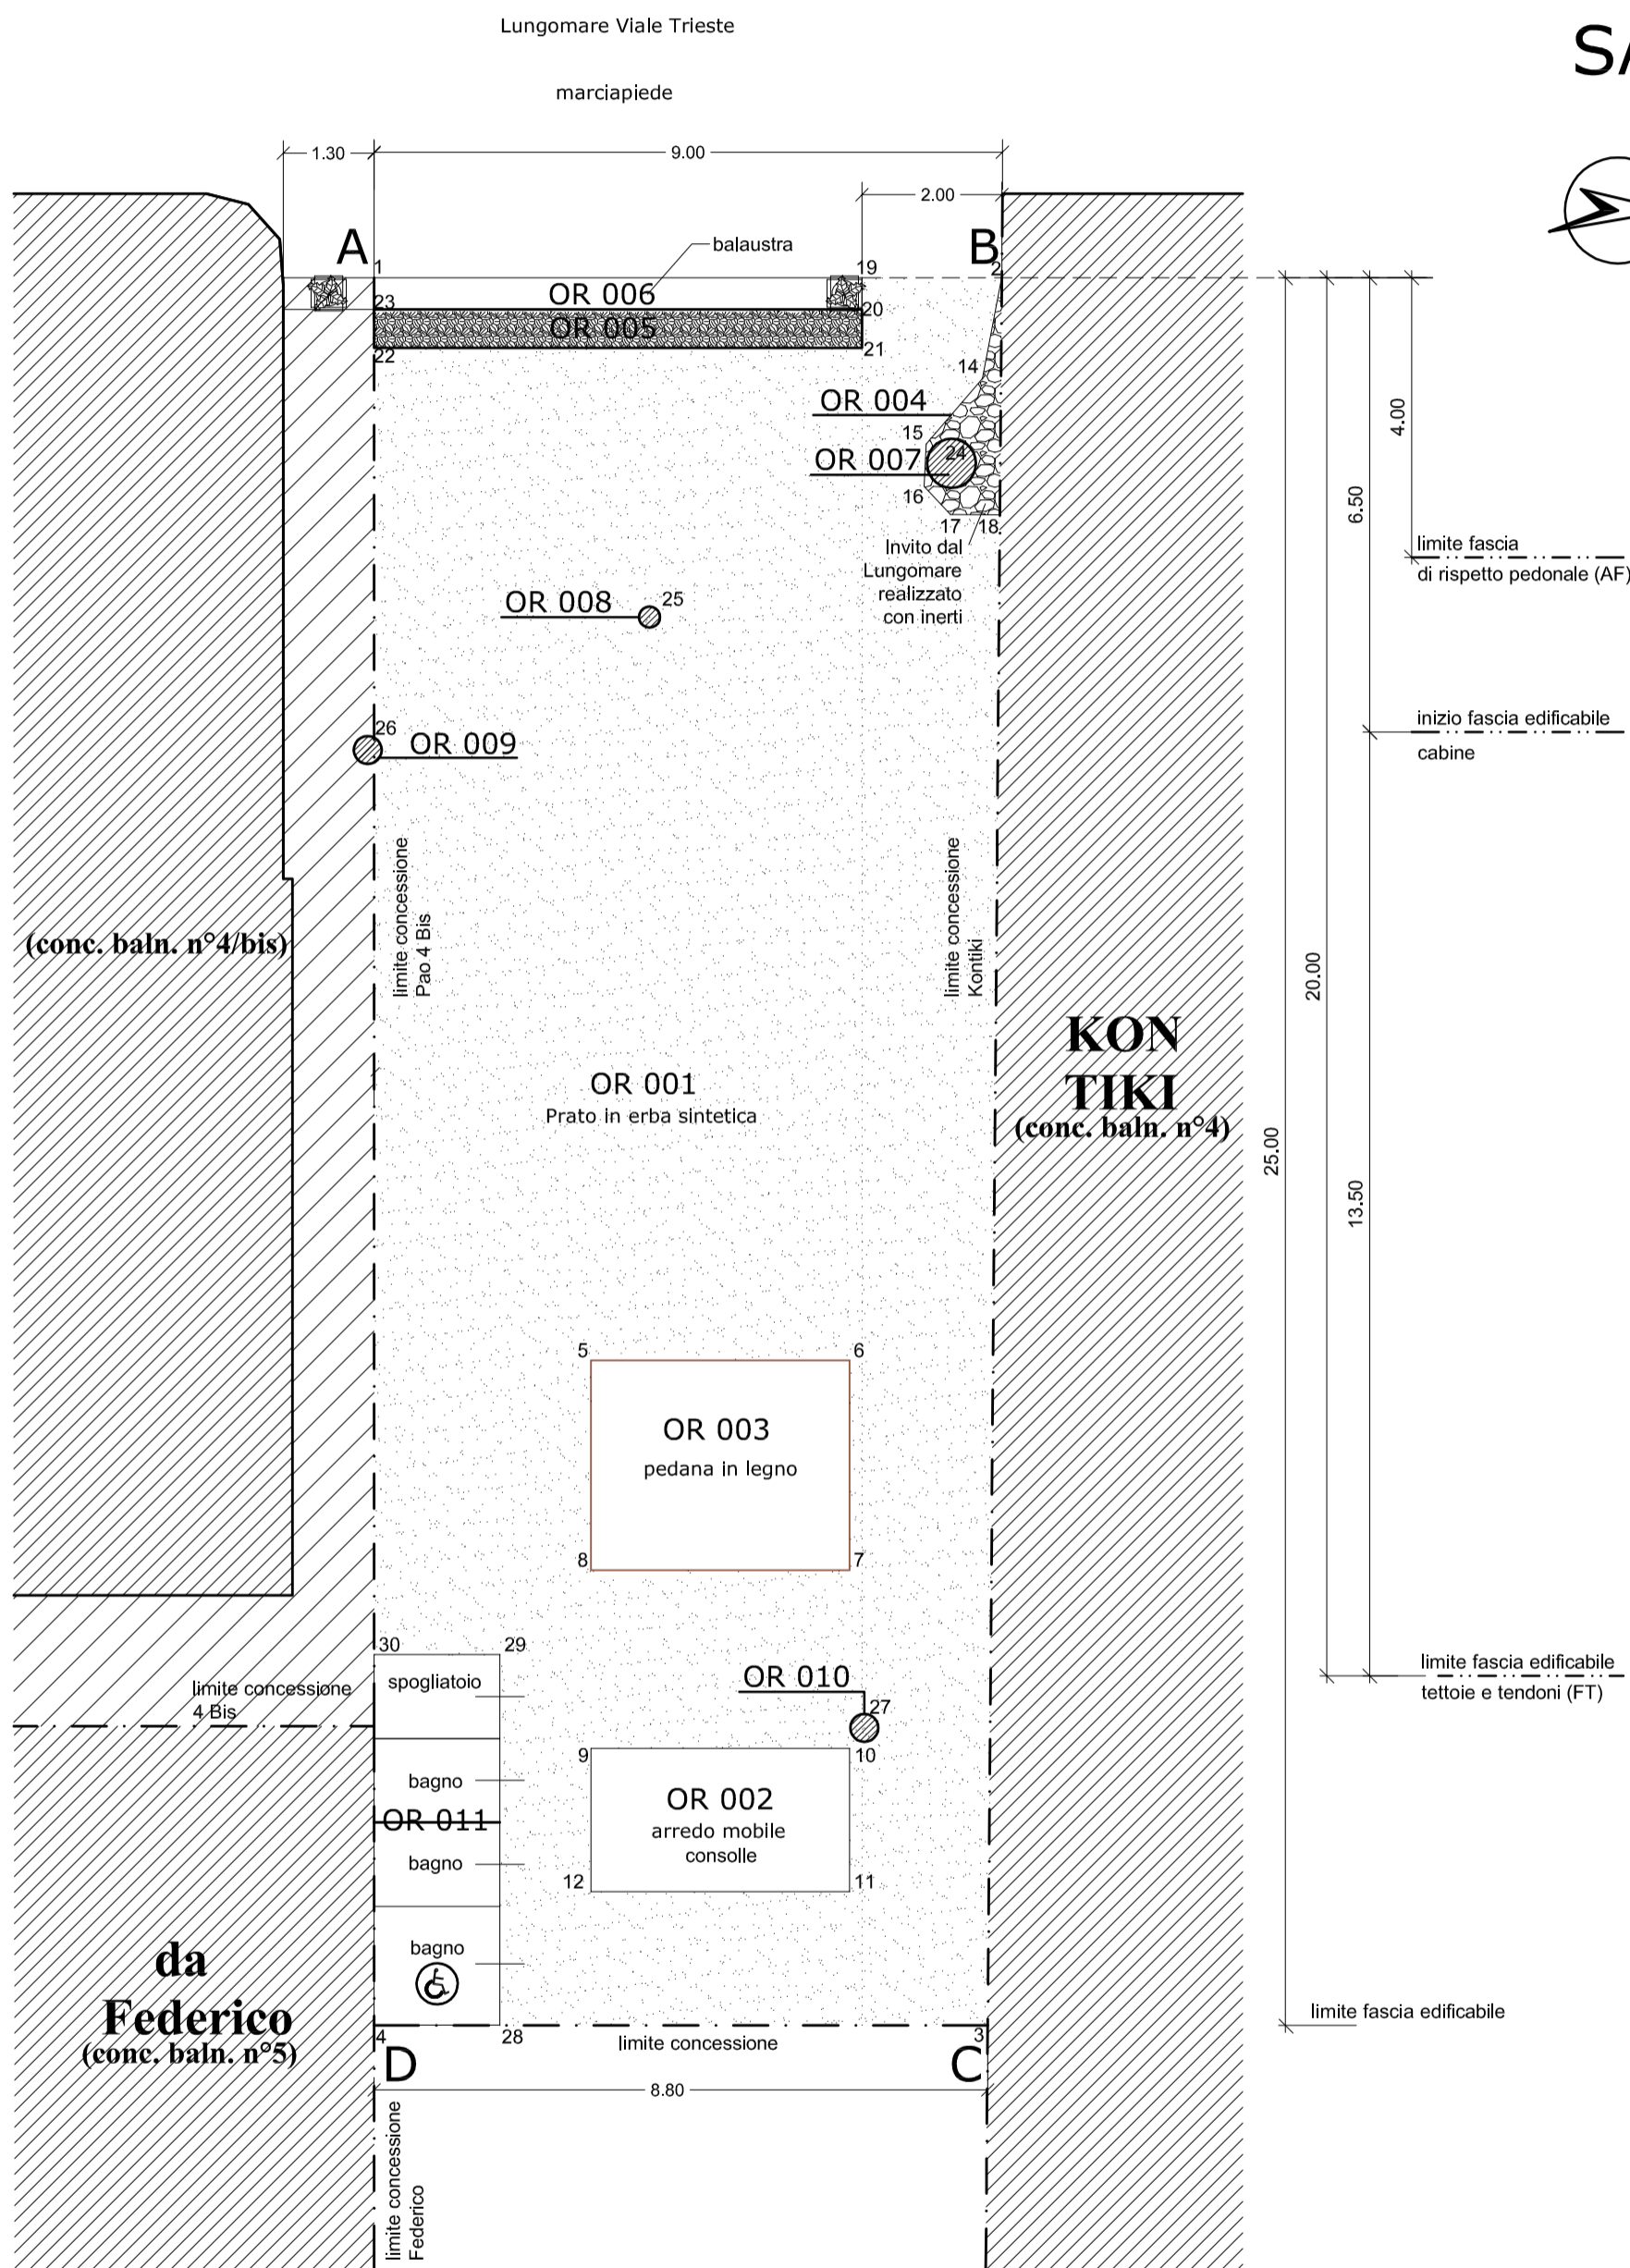 Lungomare Viale Trieste
SA
marciapiede
1.30
9.00
2.00
A
B
balaustra
1
19
2
OR 006
23
20
OR 005
22
21
14
OR 004
15
OR 007
24
16
17
18
Invito dal
Lungomare
realizzato
con inerti
4.00
6.50
limite fascia
di rispetto pedonale (AF)
OR 008
25
26
OR 009
inizio fascia edificabile
cabine
limite concessione
Pao 4 Bis
limite concessione
Kontiki
(conc. baln. n°4/bis)
20.00
KON
TIKI
(conc. baln. n°4)
OR 001
Prato in erba sintetica
25.00
13.50
5
6
OR 003
pedana in legno
8
7
30
29
spogliatoio
OR 010
27
limite concessione
4 Bis
limite fascia edificabile
tettoie e tendoni (FT)
9
10
bagno
OR 011
bagno
OR 002
arredo mobile
consolle
12
11
bagno
da
Federico
(conc. baln. n°5)
limite fascia edificabile
4
28
limite concessione
3
D
C
8.80
limite concessione
Federico